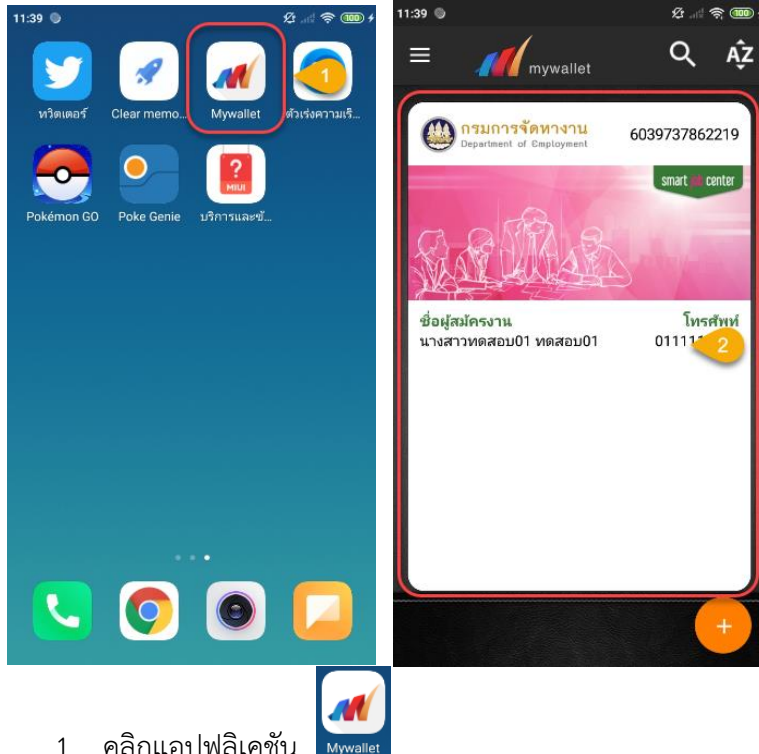 11:39
100
ทวิตเตอร์
Clear memo...
Mywallet
1
ตัวเร่งความเร็...
Pokémon GO
Poke Genie
?
MIUI
บริการและข้...
11:39
100
mywallet
AZ
กรมการจัดหางาน
Department of Employment
6039737862219
smart job center
ชื่อผู้สมัครงาน
โทรศัพท์
นางสาวทดสอบ01 ทดสอบ01
01111
2
+
1 คลิกแอปฟลิเคชัน
Mywallet